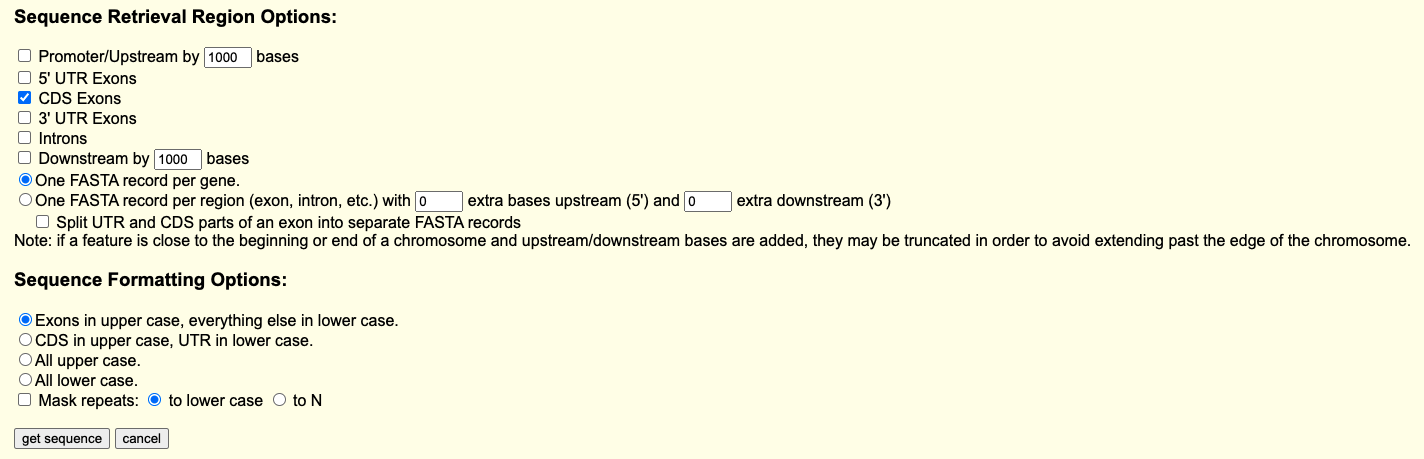 Sequence Retrieval Region Options:
Promoter/Upstream by 1000 bases
5' UTR Exons
CDS Exons
3' UTR Exons
Introns
Downstream by 1000 bases
One FASTA record per gene.
One FASTA record per region (exon, intron, etc.) with 0 extra bases upstream (5') and 0 extra downstream (3')
Split UTR and CDS parts of an exon into separate FASTA records
Note: if a feature is close to the beginning or end of a chromosome and upstream/downstream bases are added, they may be truncated in order to avoid extending past the edge of the chromosome.
Sequence Formatting Options:
Exons in upper case, everything else in lower case.
CDS in upper case, UTR in lower case.
All upper case.
All lower case.
Mask repeats: to lower case to N
get sequence cancel